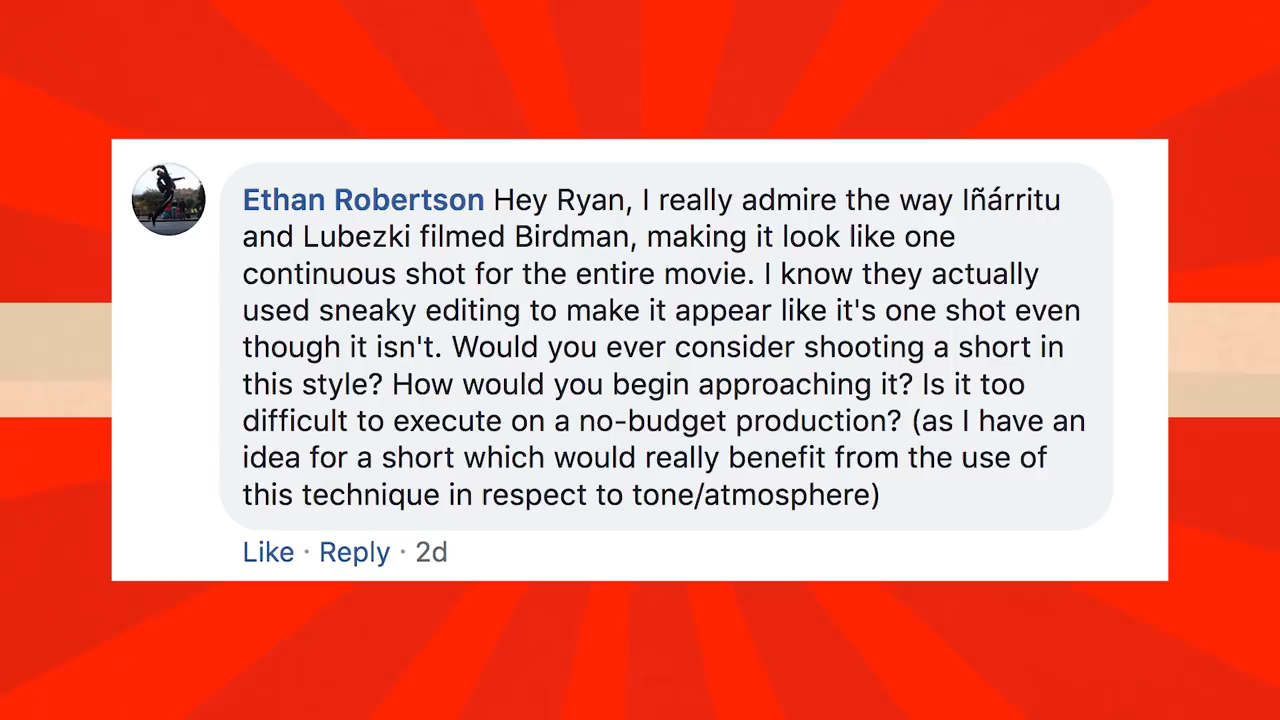 Ethan Robertson Hey Ryan, I really admire the way Iñárritu
and Lubezki filmed Birdman, making it look like one
continuous shot for the entire movie. I know they actually
used sneaky editing to make it appear like it's one shot even
though it isn't. Would you ever consider shooting a short in
this style? How would you begin approaching it? Is it too
difficult to execute on a no-budget production? (as I have an
idea for a short which would really benefit from the use of
this technique in respect to tone/atmosphere)
Like · Reply · 2d